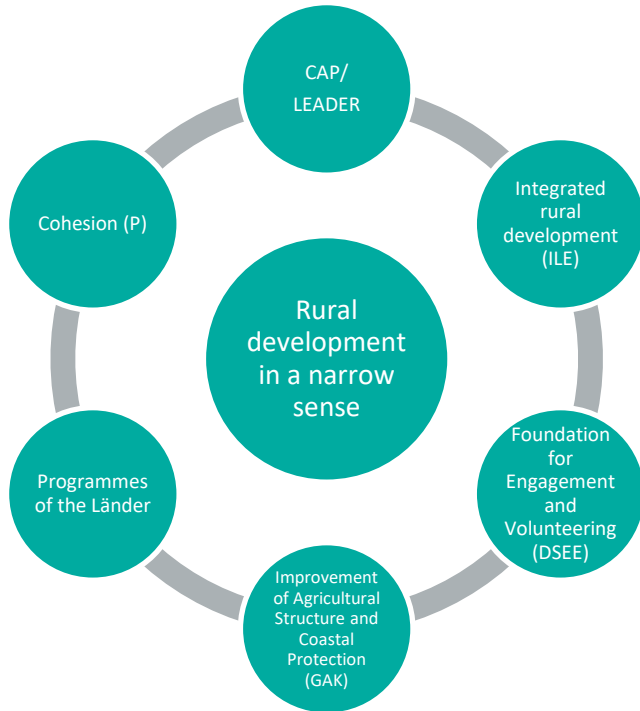 CAP/
LEADER
Integrated
rural
development
(ILE)
Foundation
for
Engagement
and
Volunteering
(DSEE)
Improvement
of Agricultural
Structure and
Coastal
Protection
(GAK)
Programmes
of the Länder
Cohesion (P)
Rural
development
in a narrow
sense